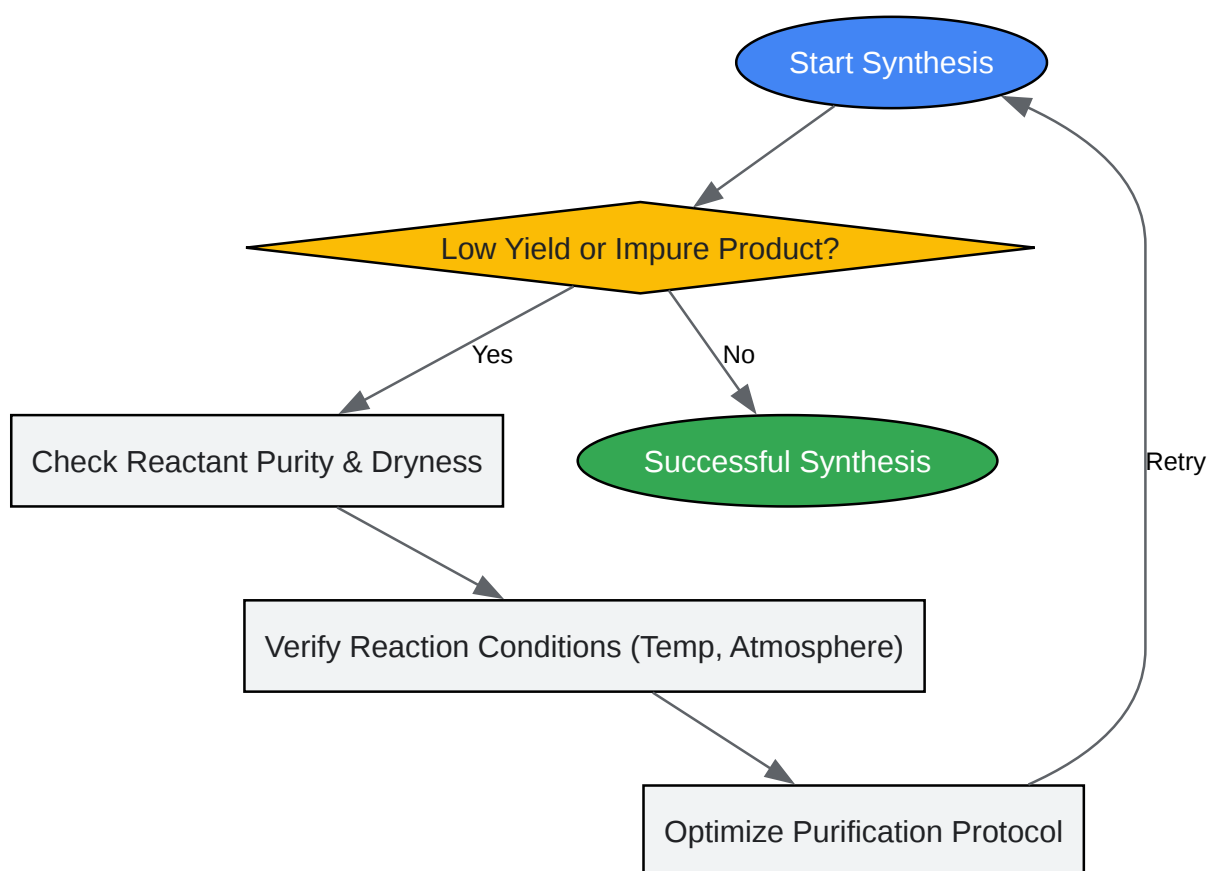 Start Synthesis
Low Yield or Impure Product?
Yes
No
Check Reactant Purity & Dryness
Successful Synthesis
Retry
Verify Reaction Conditions (Temp, Atmosphere)
Optimize Purification Protocol